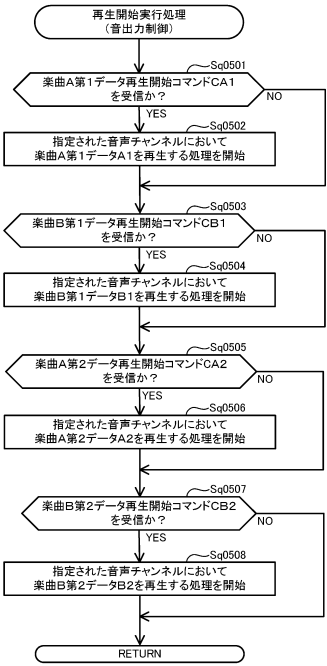 再生開始実行処理
(音出力制御)
Sq0501
楽曲A第1データ再生開始コマンドCA1
を受信か?
NO
YES
Sq0502
指定された音声チャンネルにおいて
楽曲A第1データA1を再生する処理を開始
Sq0503
楽曲B第1データ再生開始コマンドCB1
を受信か?
NO
YES
Sq0504
指定された音声チャンネルにおいて
楽曲B第1データB1を再生する処理を開始
Sq0505
楽曲A第2データ再生開始コマンドCA2
を受信か?
NO
YES
Sq0506
指定された音声チャンネルにおいて
楽曲A第2データA2を再生する処理を開始
Sq0507
楽曲B第2データ再生開始コマンドCB2
を受信か?
NO
YES
Sq0508
指定された音声チャンネルにおいて
楽曲B第2データB2を再生する処理を開始
RETURN